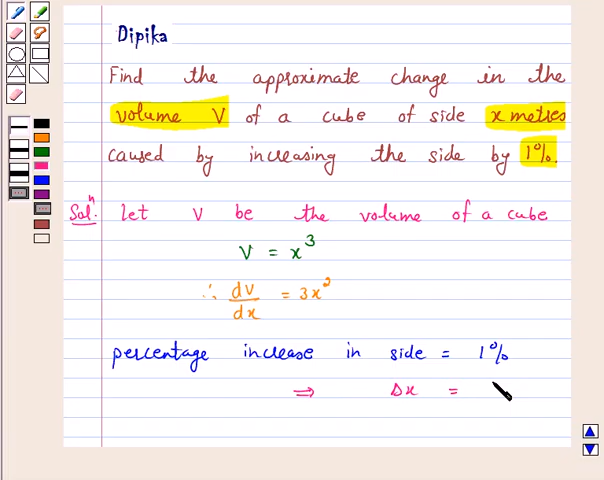 Dipika
Find the approximate change in the
volume V of a cube of side x metres
caused by increasing the side by 1%.
Solⁿ. Let V be the volume of a cube
V = x³
∴ dV/dx = 3x²
percentage increase in side = 1%
⇒ Δx =